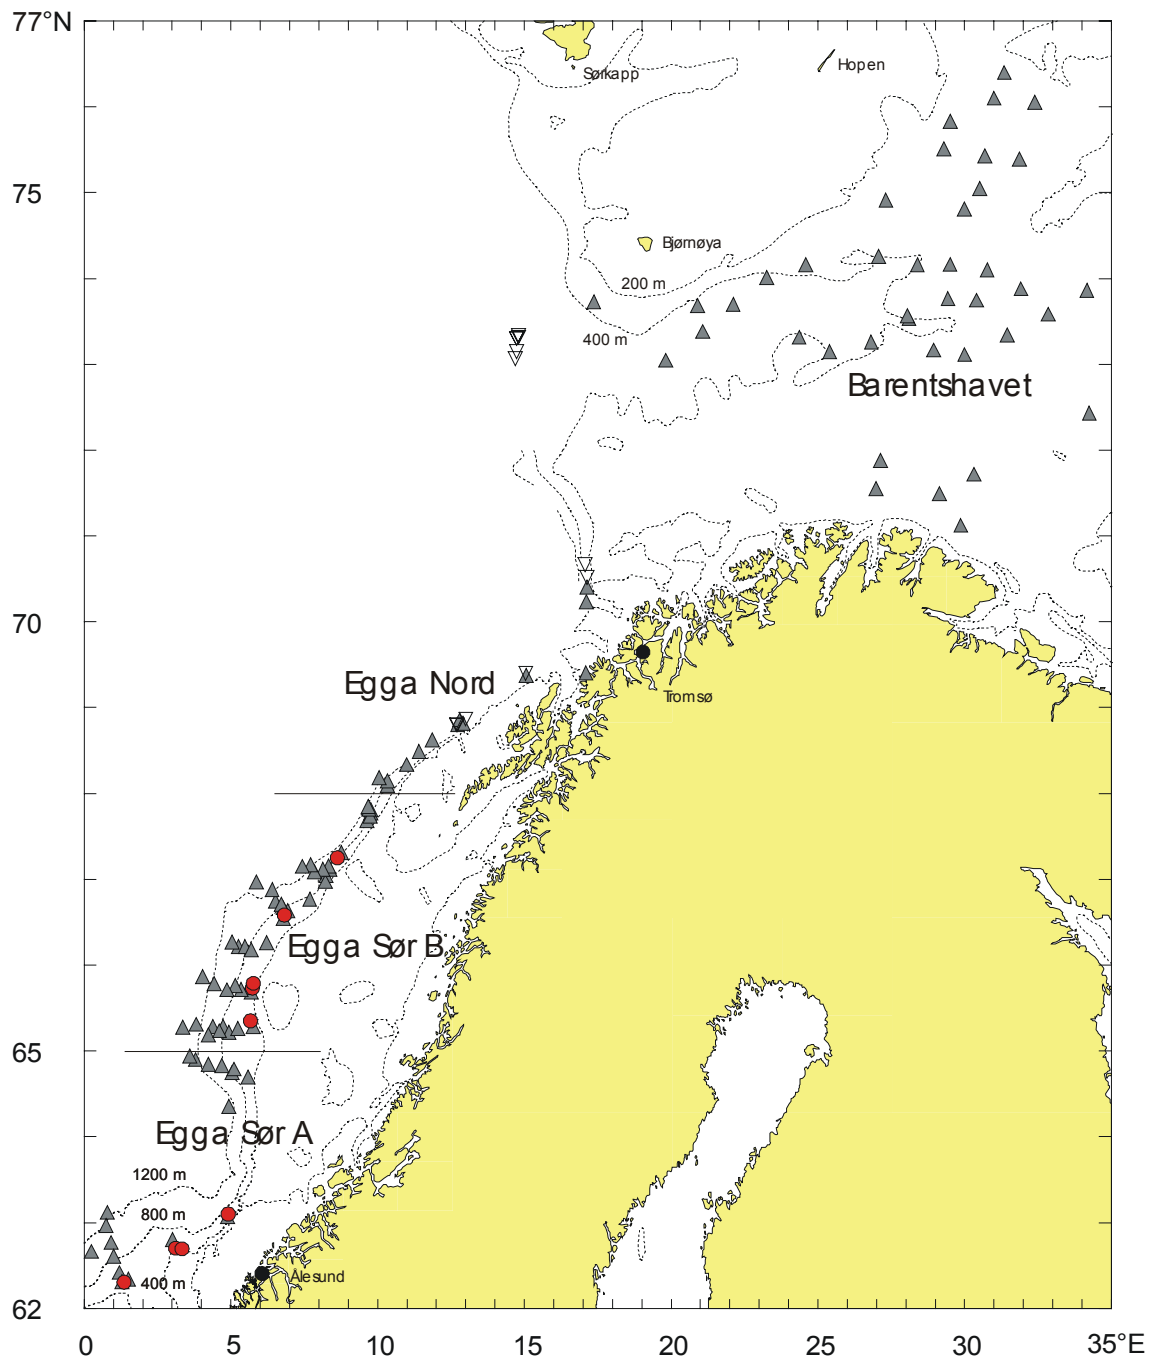 77°N
Sørkapp
Hopen
75
Bjørnøya
200 m
400 m
Barentshavet
70
Egga Nord
Tromsø
Egga Sør B
65
Egga Sør A
1200 m
800 m
Ålesund
400 m
62
0 5 10 15 20 25 30 35°E